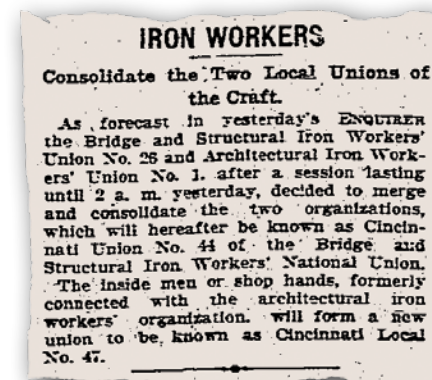 IRON WORKERS
Consolidate the Two Local Unions of
the Craft.
As forecast in yesterday's ENQUIRER
the Bridge and Structural Iron Workers'
Union No. 26 and Architectural Iron Work-
ers' Union No. 1. after a session lasting
until 2 a. m. yesterday, decided to merge
and consolidate the two organizations,
which will hereafter be known as Cincin-
nati Union No. 44 of the Bridge and
Structural Iron Workers' National Union.
The inside men or shop hands, formerly
connected with the architectural iron
workers' organization. will form a new
union to be known as Cincinnati Local
No. 47.